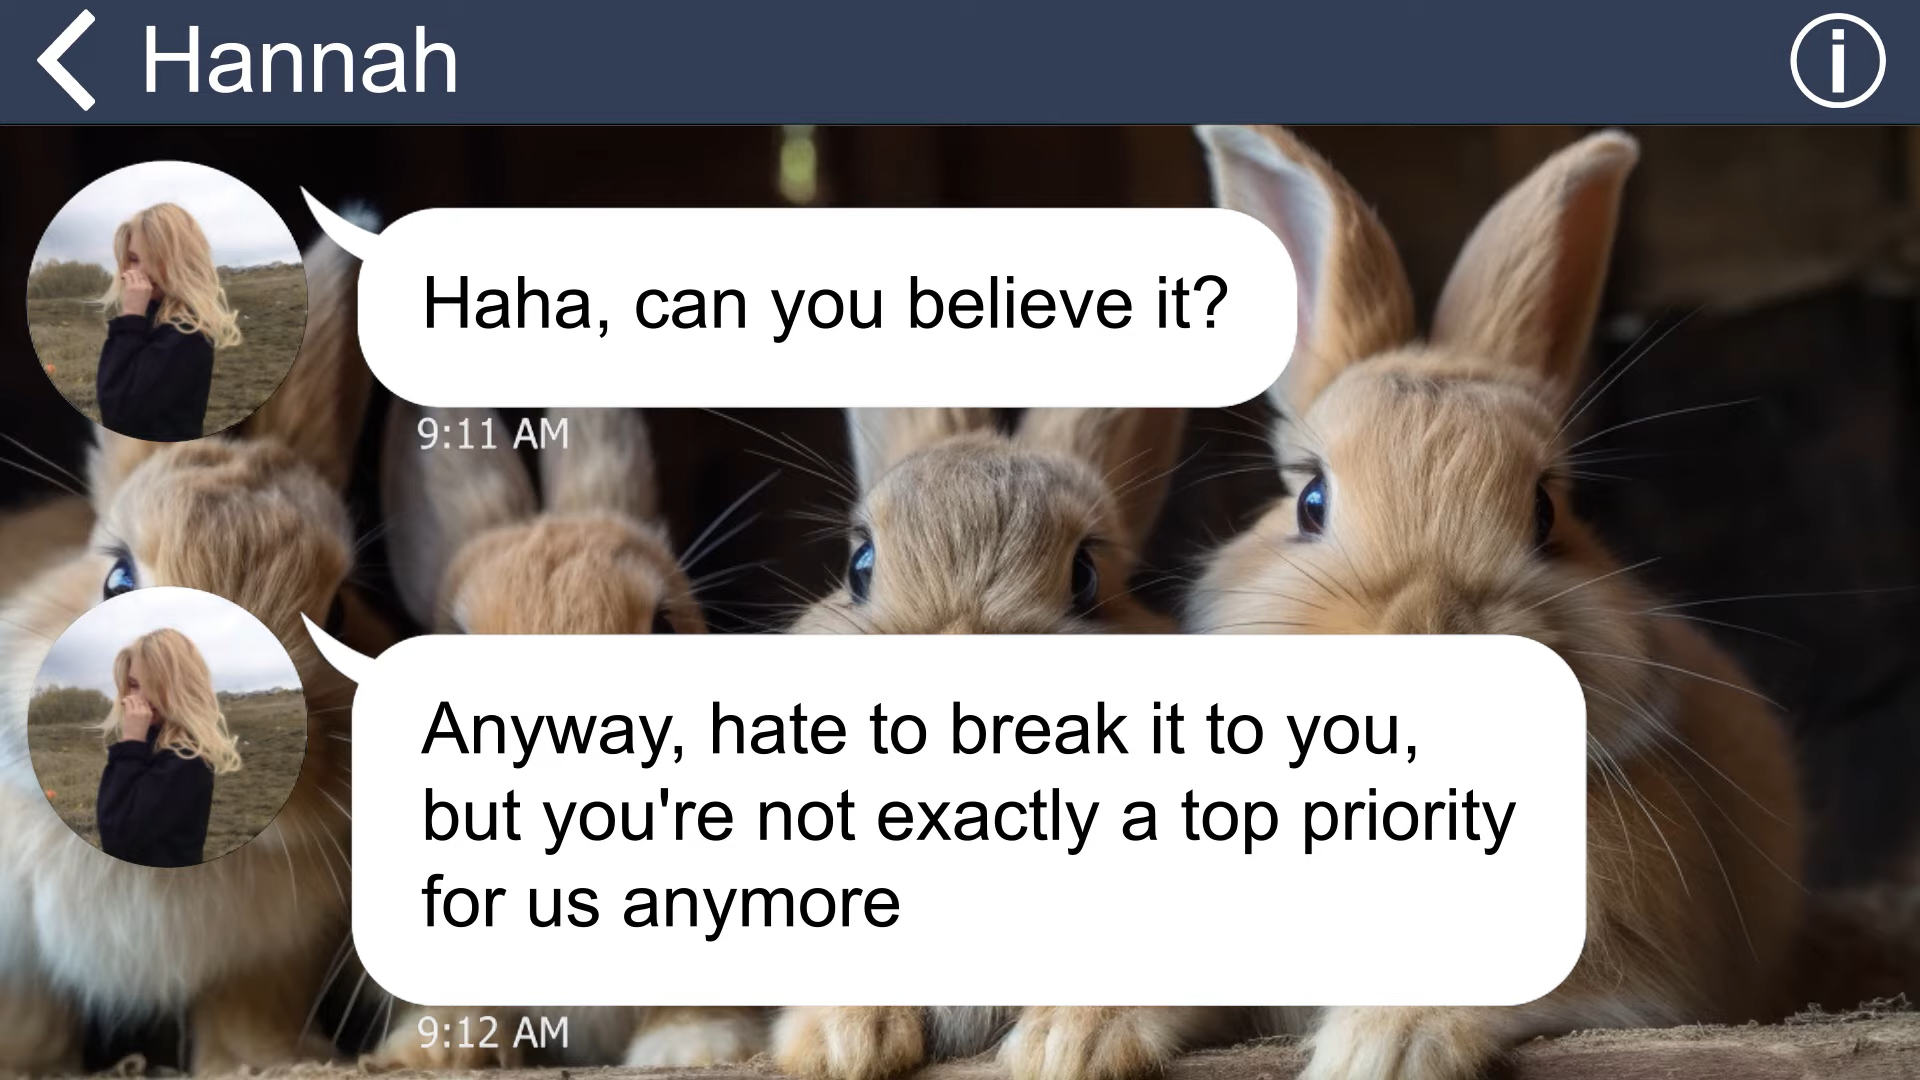 Hannah
Haha, can you believe it?
9:11 AM
Anyway, hate to break it to you,
but you're not exactly a top priority
for us anymore
9:12 AM